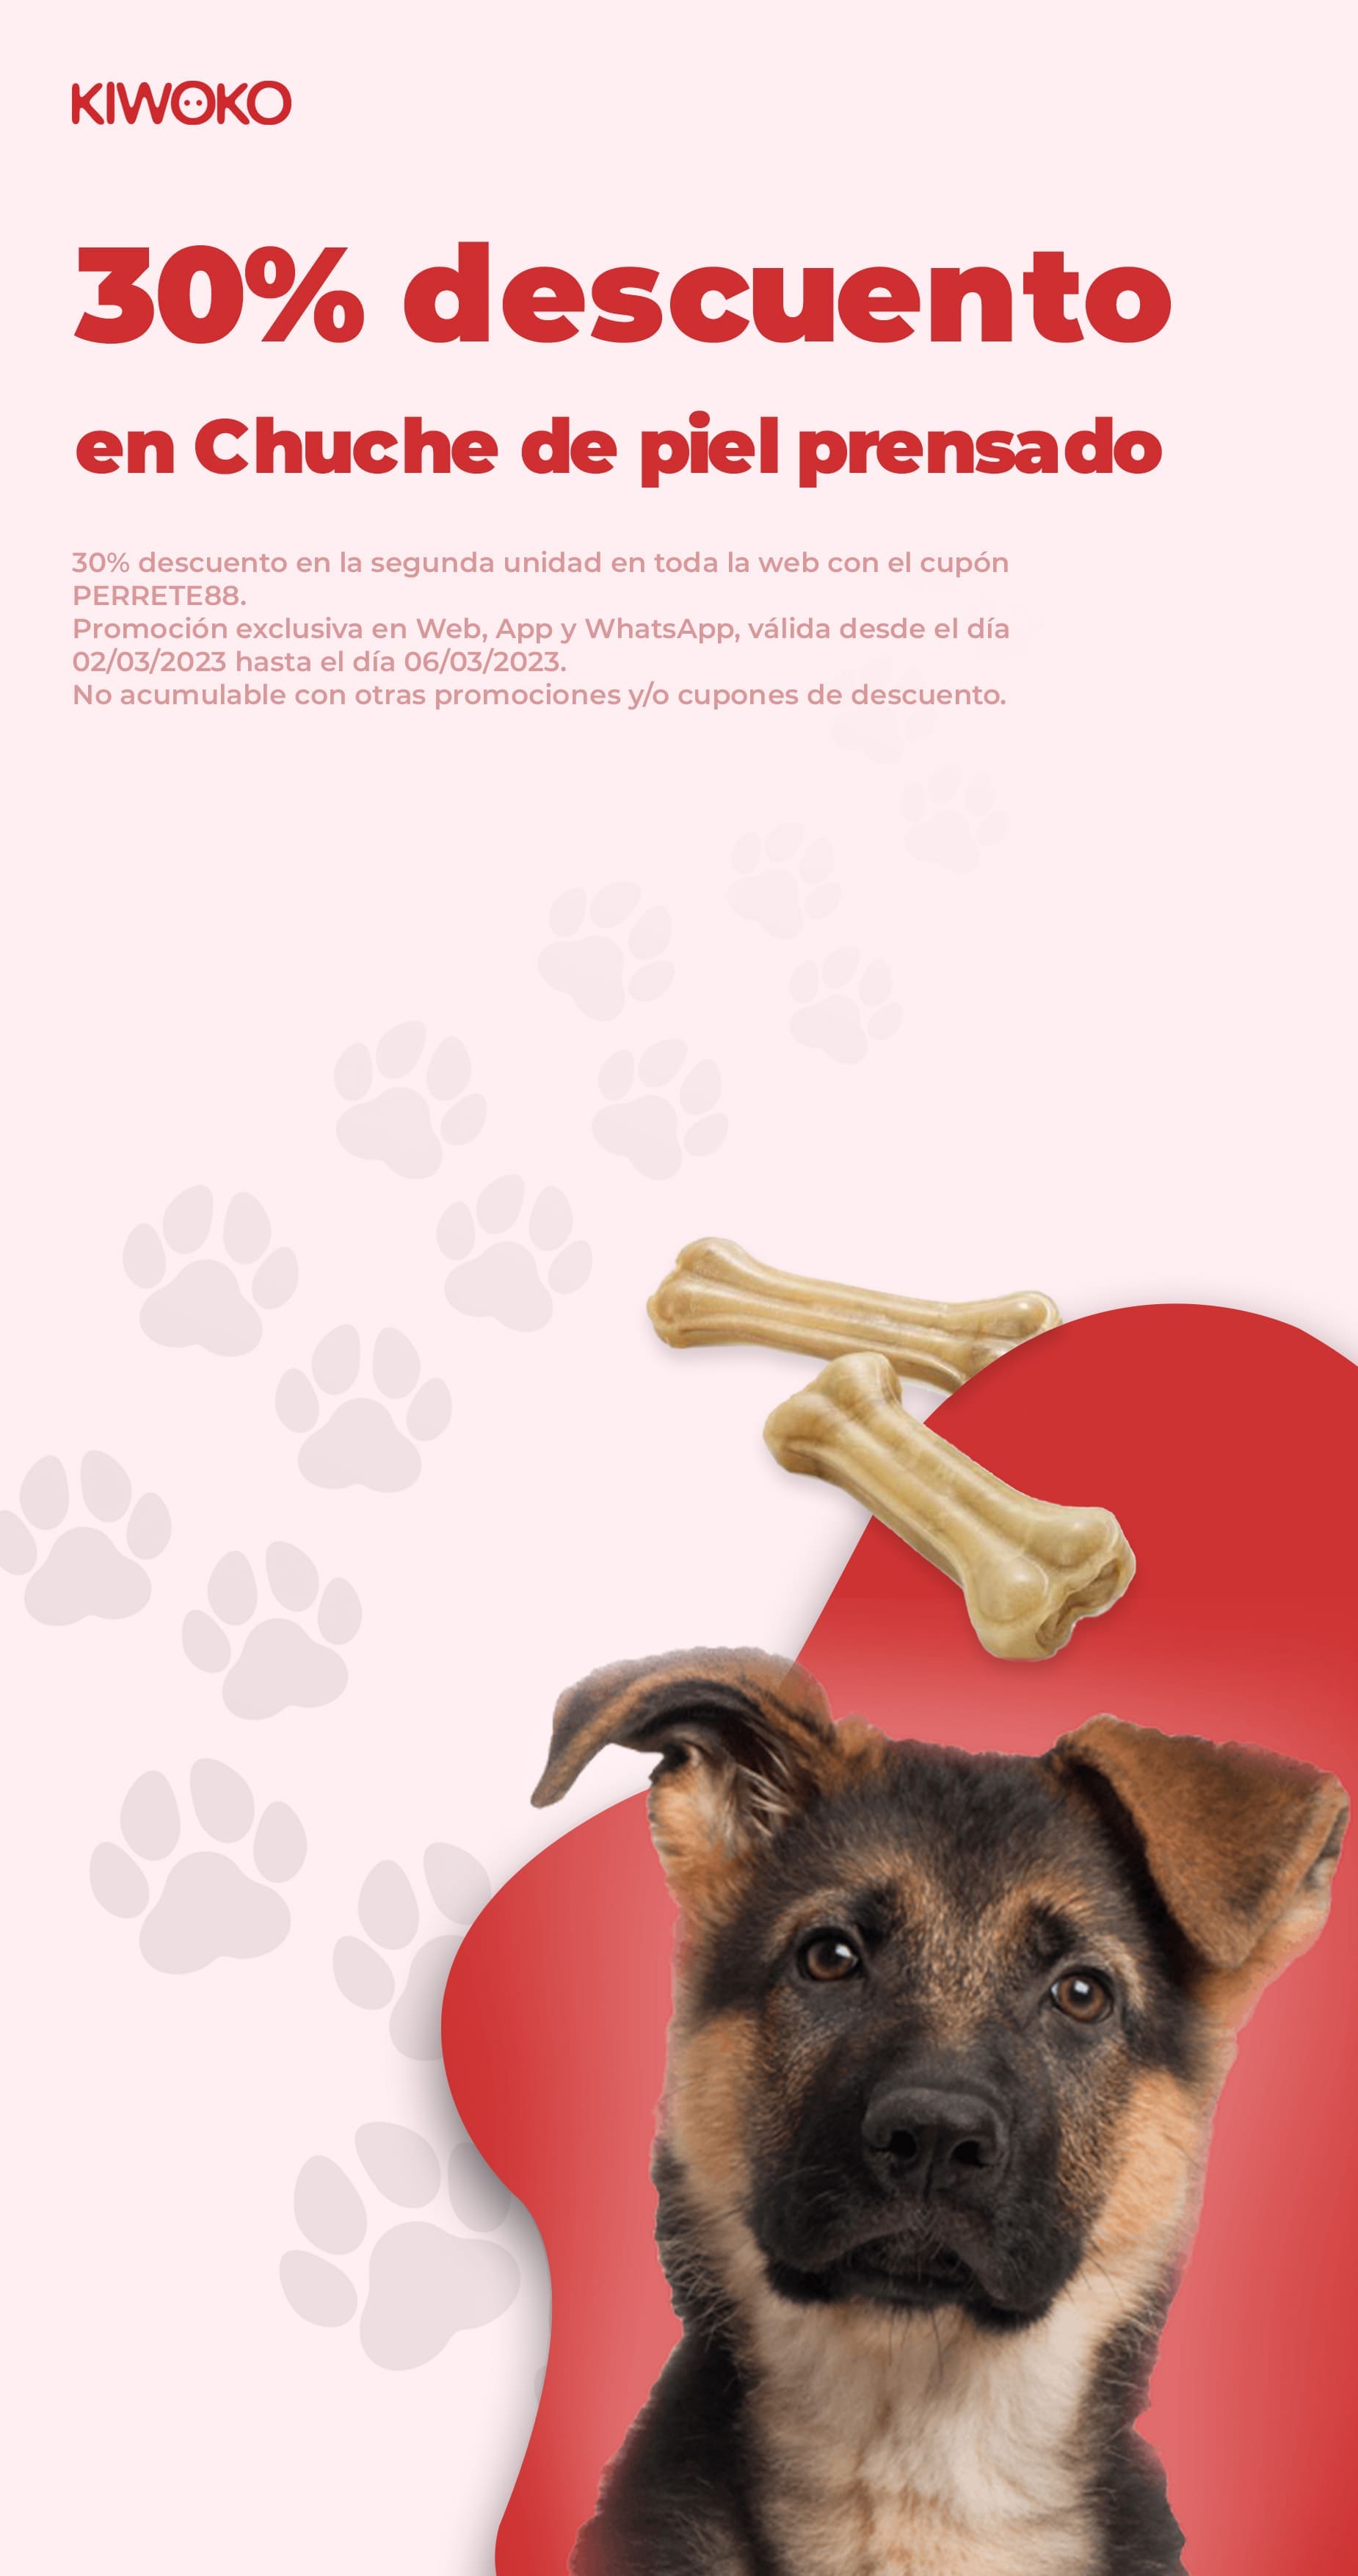 KIWOKO
30% descuento
en Chuche de piel prensado
30% descuento en la segunda unidad en toda la web con el cupón
PERRETE88.
Promoción exclusiva en Web, App y WhatsApp, válida desde el día
02/03/2023 hasta el día 06/03/2023.
No acumulable con otras promociones y/o cupones de descuento.